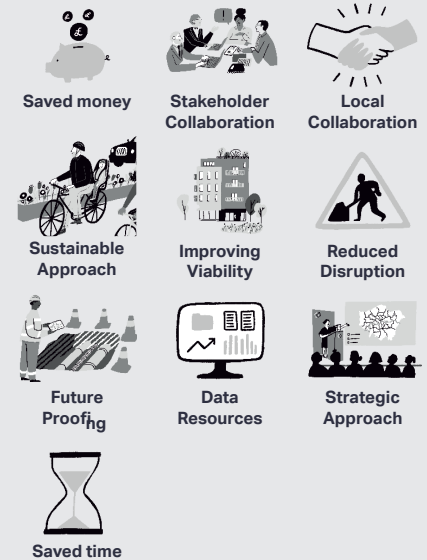 £ £ £
Saved money
!
Stakeholder
Collaboration
Local
Collaboration
Sustainable
Approach
Improving
Viability
Reduced
Disruption
Future
Proofing
Data
Resources
Strategic
Approach
Saved time